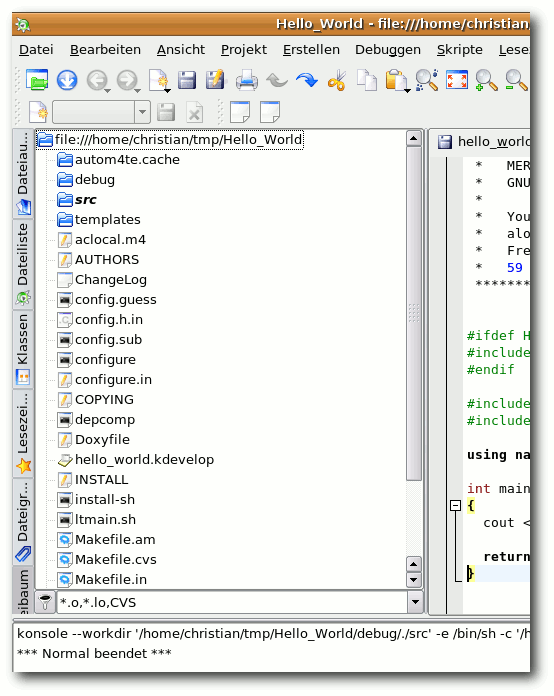 Hello_World - file:///home/christian
Datei Bearbeiten Ansicht Projekt Erstellen Debuggen Skripte Lese
file:///home/christian/tmp/Hello_World
autom4te.cache
debug
src
templates
aclocal.m4
AUTHORS
ChangeLog
config.guess
config.h.in
config.sub
configure
configure.in
COPYING
depcomp
Doxyfile
hello_world.kdevelop
INSTALL
install-sh
ltmain.sh
Makefile.am
Makefile.cvs
Makefile.in
*.o,*.lo,CVS
Dateiau...
Dateiliste
Klassen
Lesezei...
Dateigr...
eibaum
hello_world
* MER
* GNU
*
* You
* alo
* Fre
* 59
********
#ifdef H
#include
#endif
#include
#include
using na
int main
{
cout <
return
}
konsole --workdir '/home/christian/tmp/Hello_World/debug/./src' -e /bin/sh -c '/h
*** Normal beendet ***